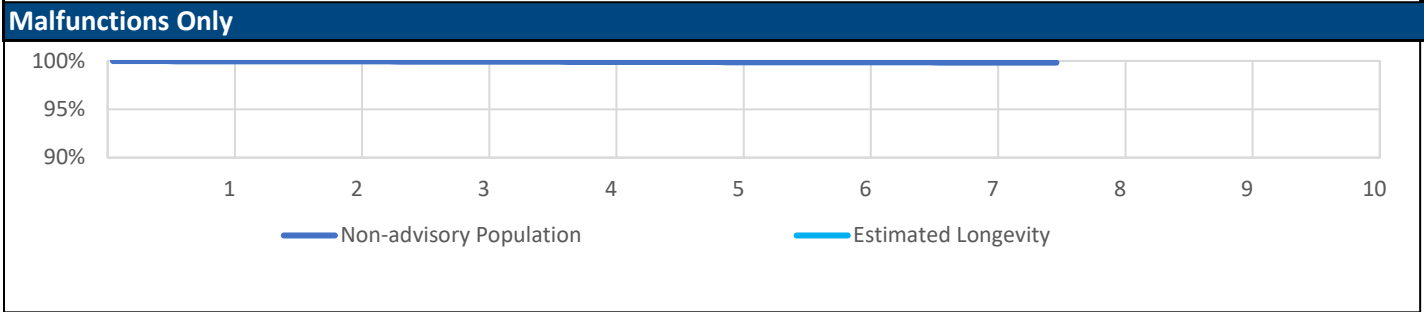 Malfunctions Only
100%
95%
90%
1 2 3 4 5 6 7 8 9 10
Non-advisory Population Estimated Longevity